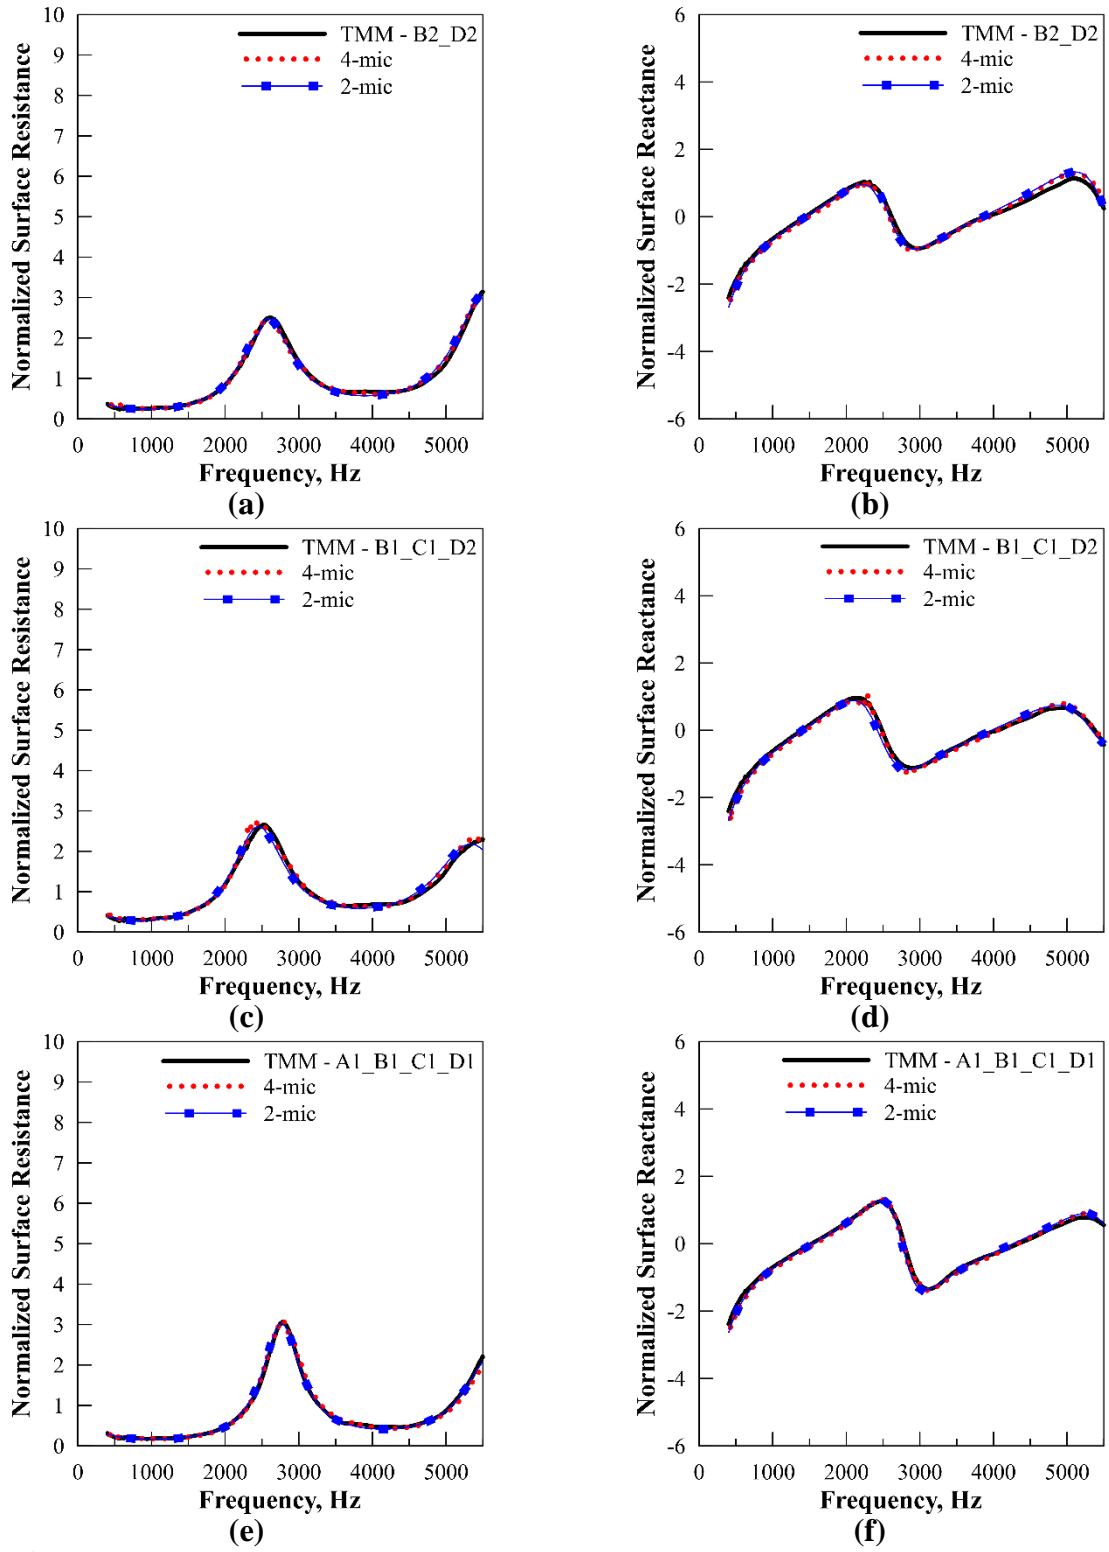 Normalized Surface Resistance
10
9
8
7
6
5
4
3
2
1
0
TMM - B2_D2
4-mic
2-mic
0 1000 2000 3000 4000 5000
Frequency, Hz
(a)
Normalized Surface Reactance
6
4
2
0
-2
-4
-6
TMM - B2_D2
4-mic
2-mic
0 1000 2000 3000 4000 5000
Frequency, Hz
(b)
Normalized Surface Resistance
10
9
8
7
6
5
4
3
2
1
0
TMM - B1_C1_D2
4-mic
2-mic
0 1000 2000 3000 4000 5000
Frequency, Hz
(c)
Normalized Surface Reactance
6
4
2
0
-2
-4
-6
TMM - B1_C1_D2
4-mic
2-mic
0 1000 2000 3000 4000 5000
Frequency, Hz
(d)
Normalized Surface Resistance
10
9
8
7
6
5
4
3
2
1
0
TMM - A1_B1_C1_D1
4-mic
2-mic
0 1000 2000 3000 4000 5000
Frequency, Hz
(e)
Normalized Surface Reactance
6
4
2
0
-2
-4
-6
TMM - A1_B1_C1_D1
4-mic
2-mic
0 1000 2000 3000 4000 5000
Frequency, Hz
(f)